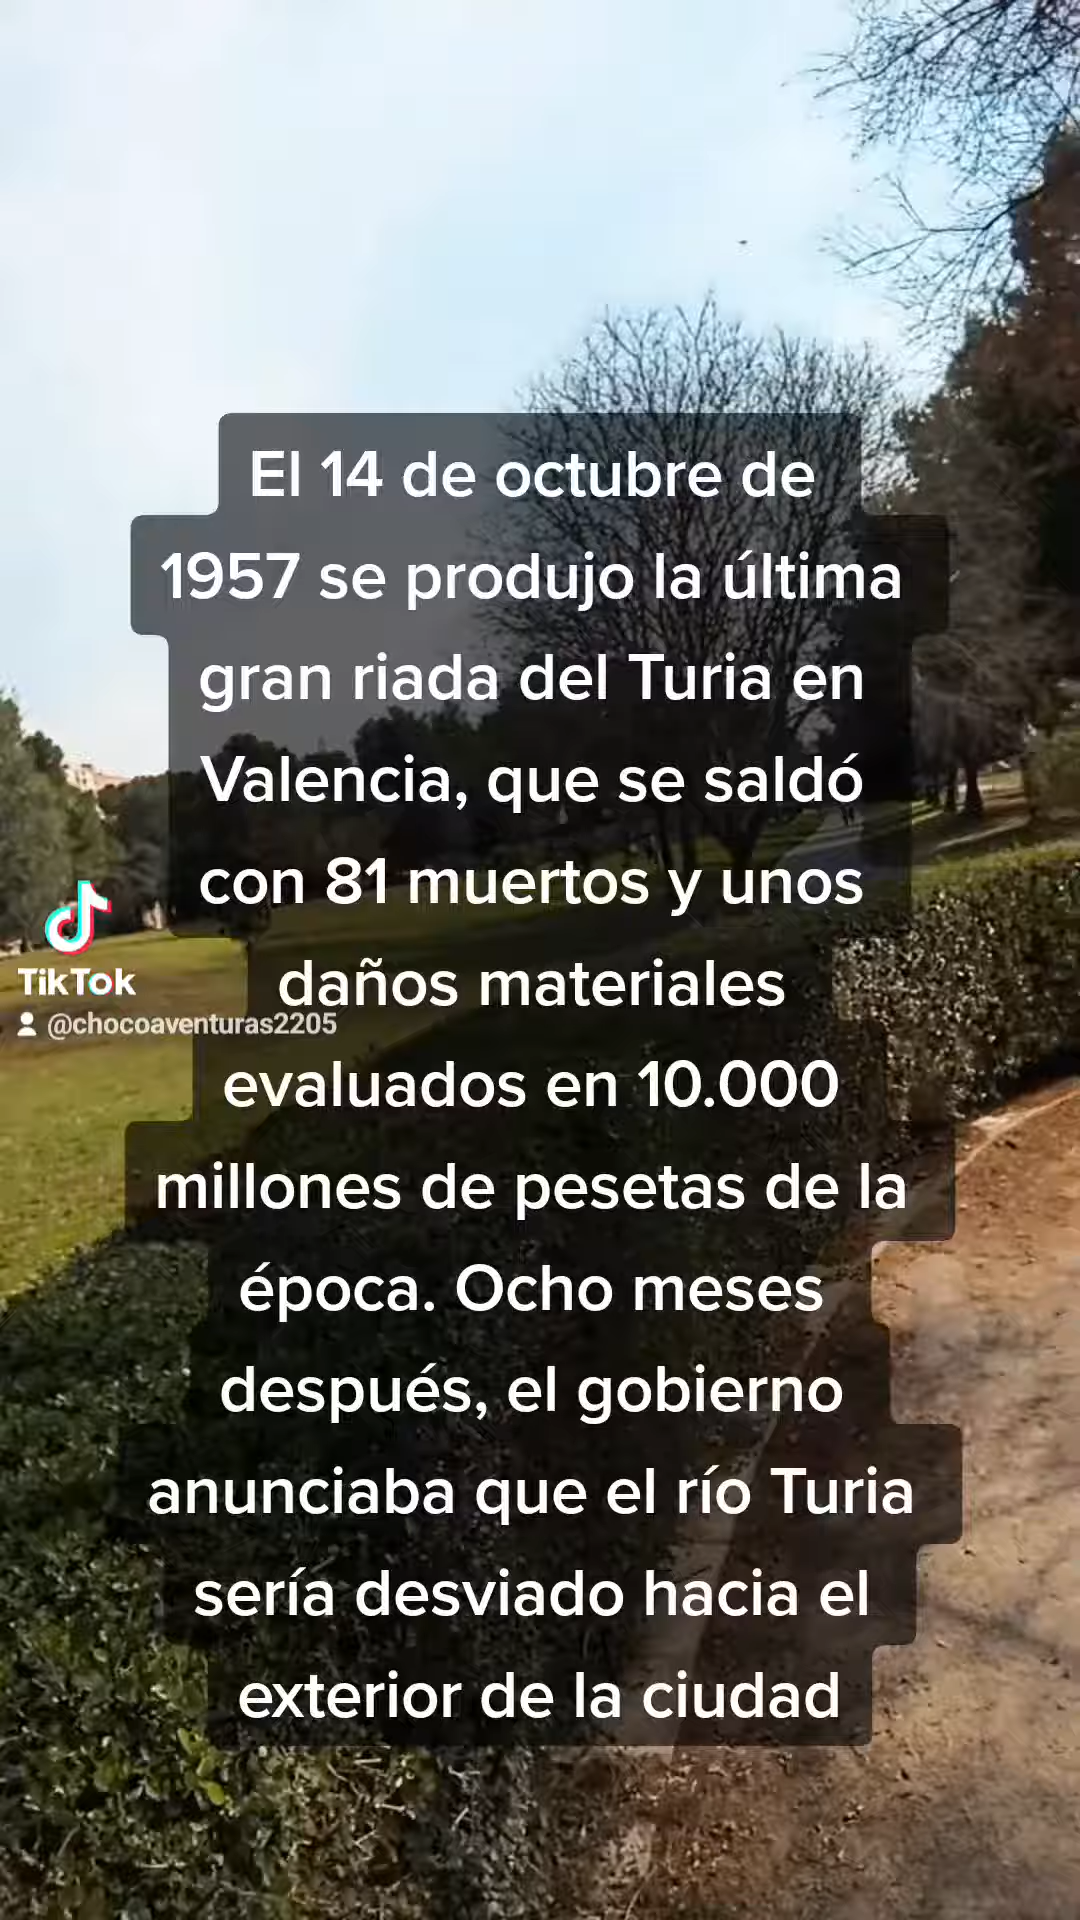 El 14 de octubre de
1957 se produjo la última
gran riada del Turia en
Valencia, que se saldó
con 81 muertos y unos
daños materiales
evaluados en 10.000
millones de pesetas de la
época. Ocho meses
después, el gobierno
anunciaba que el río Turia
sería desviado hacia el
exterior de la ciudad
TikTok
@chocoaventuras2205